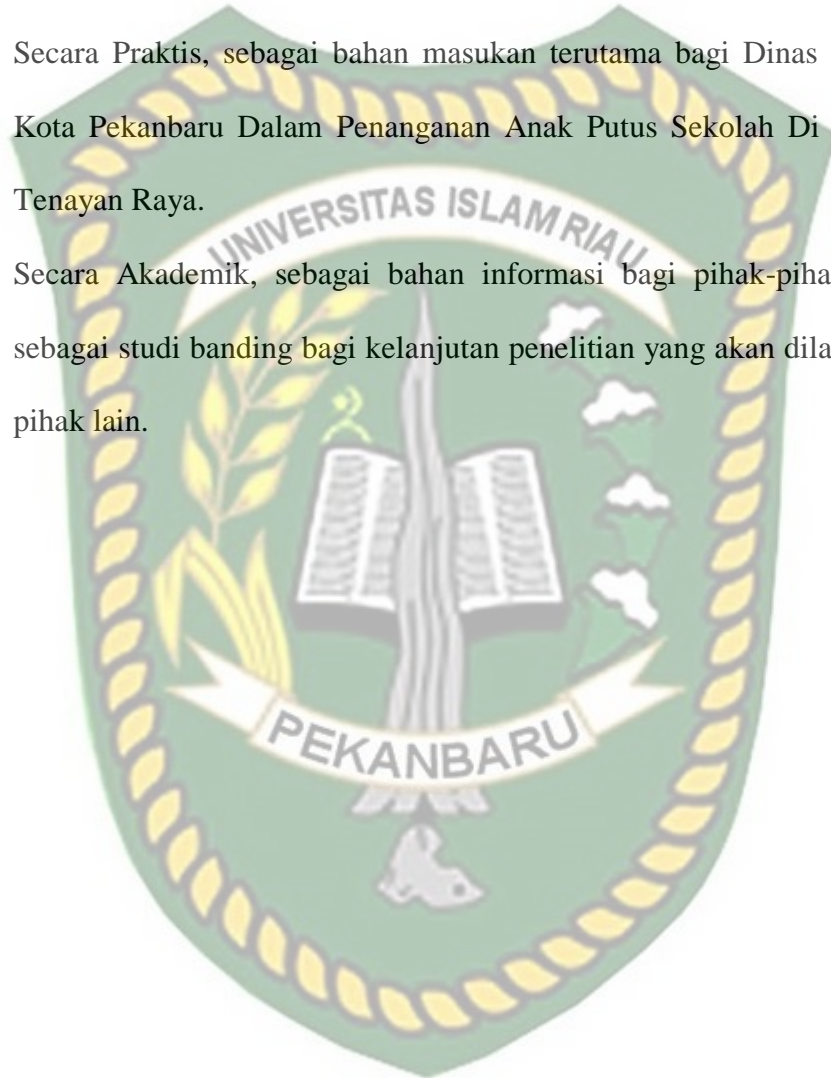 Secara Praktis, sebagai bahan masukan terutama bagi Dinas
Kota Pekanbaru Dalam Penanganan Anak Putus Sekolah Di
Tenayan Raya.
UNIVERSITAS ISLAM RIAU
Secara Akademik, sebagai bahan informasi bagi pihak-piha
sebagai studi banding bagi kelanjutan penelitian yang akan dila
pihak lain.
PEKANBARU